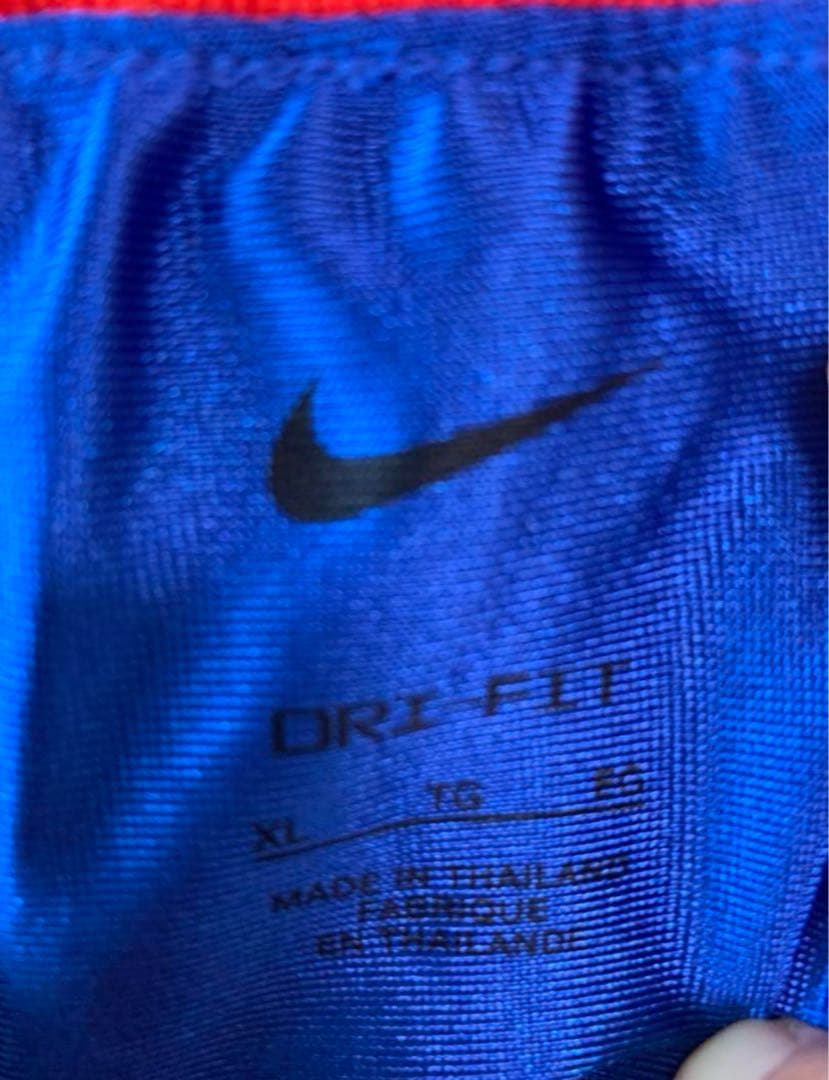 DRI-FIT
XL TG EG
MADE IN THAILAND
FABRIQUE
EN THAILANDE